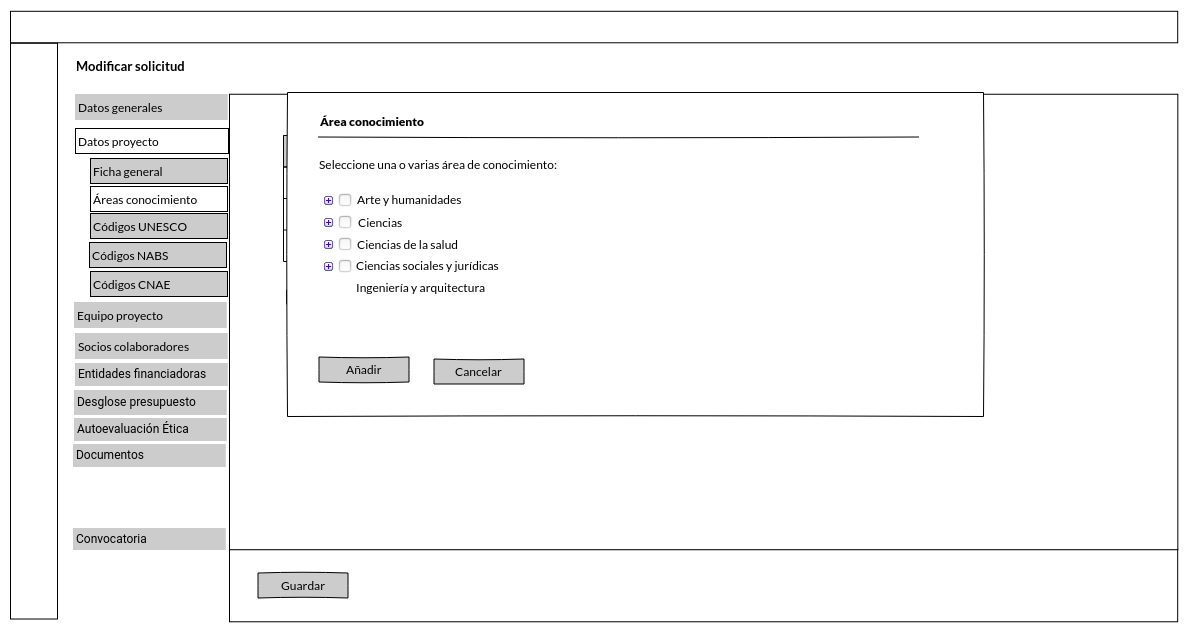 Modificar solicitud
Datos generales
Datos proyecto
Ficha general
Áreas conocimiento
Códigos UNESCO
Códigos NABS
Códigos CNAE
Equipo proyecto
Socios colaboradores
Entidades financiadoras
Desglose presupuesto
Autoevaluación Ética
Documentos
Convocatoria
Área conocimiento
Seleccione una o varias área de conocimiento:
Arte y humanidades
Ciencias
Ciencias de la salud
Ciencias sociales y jurídicas
Ingeniería y arquitectura
Añadir
Cancelar
Guardar